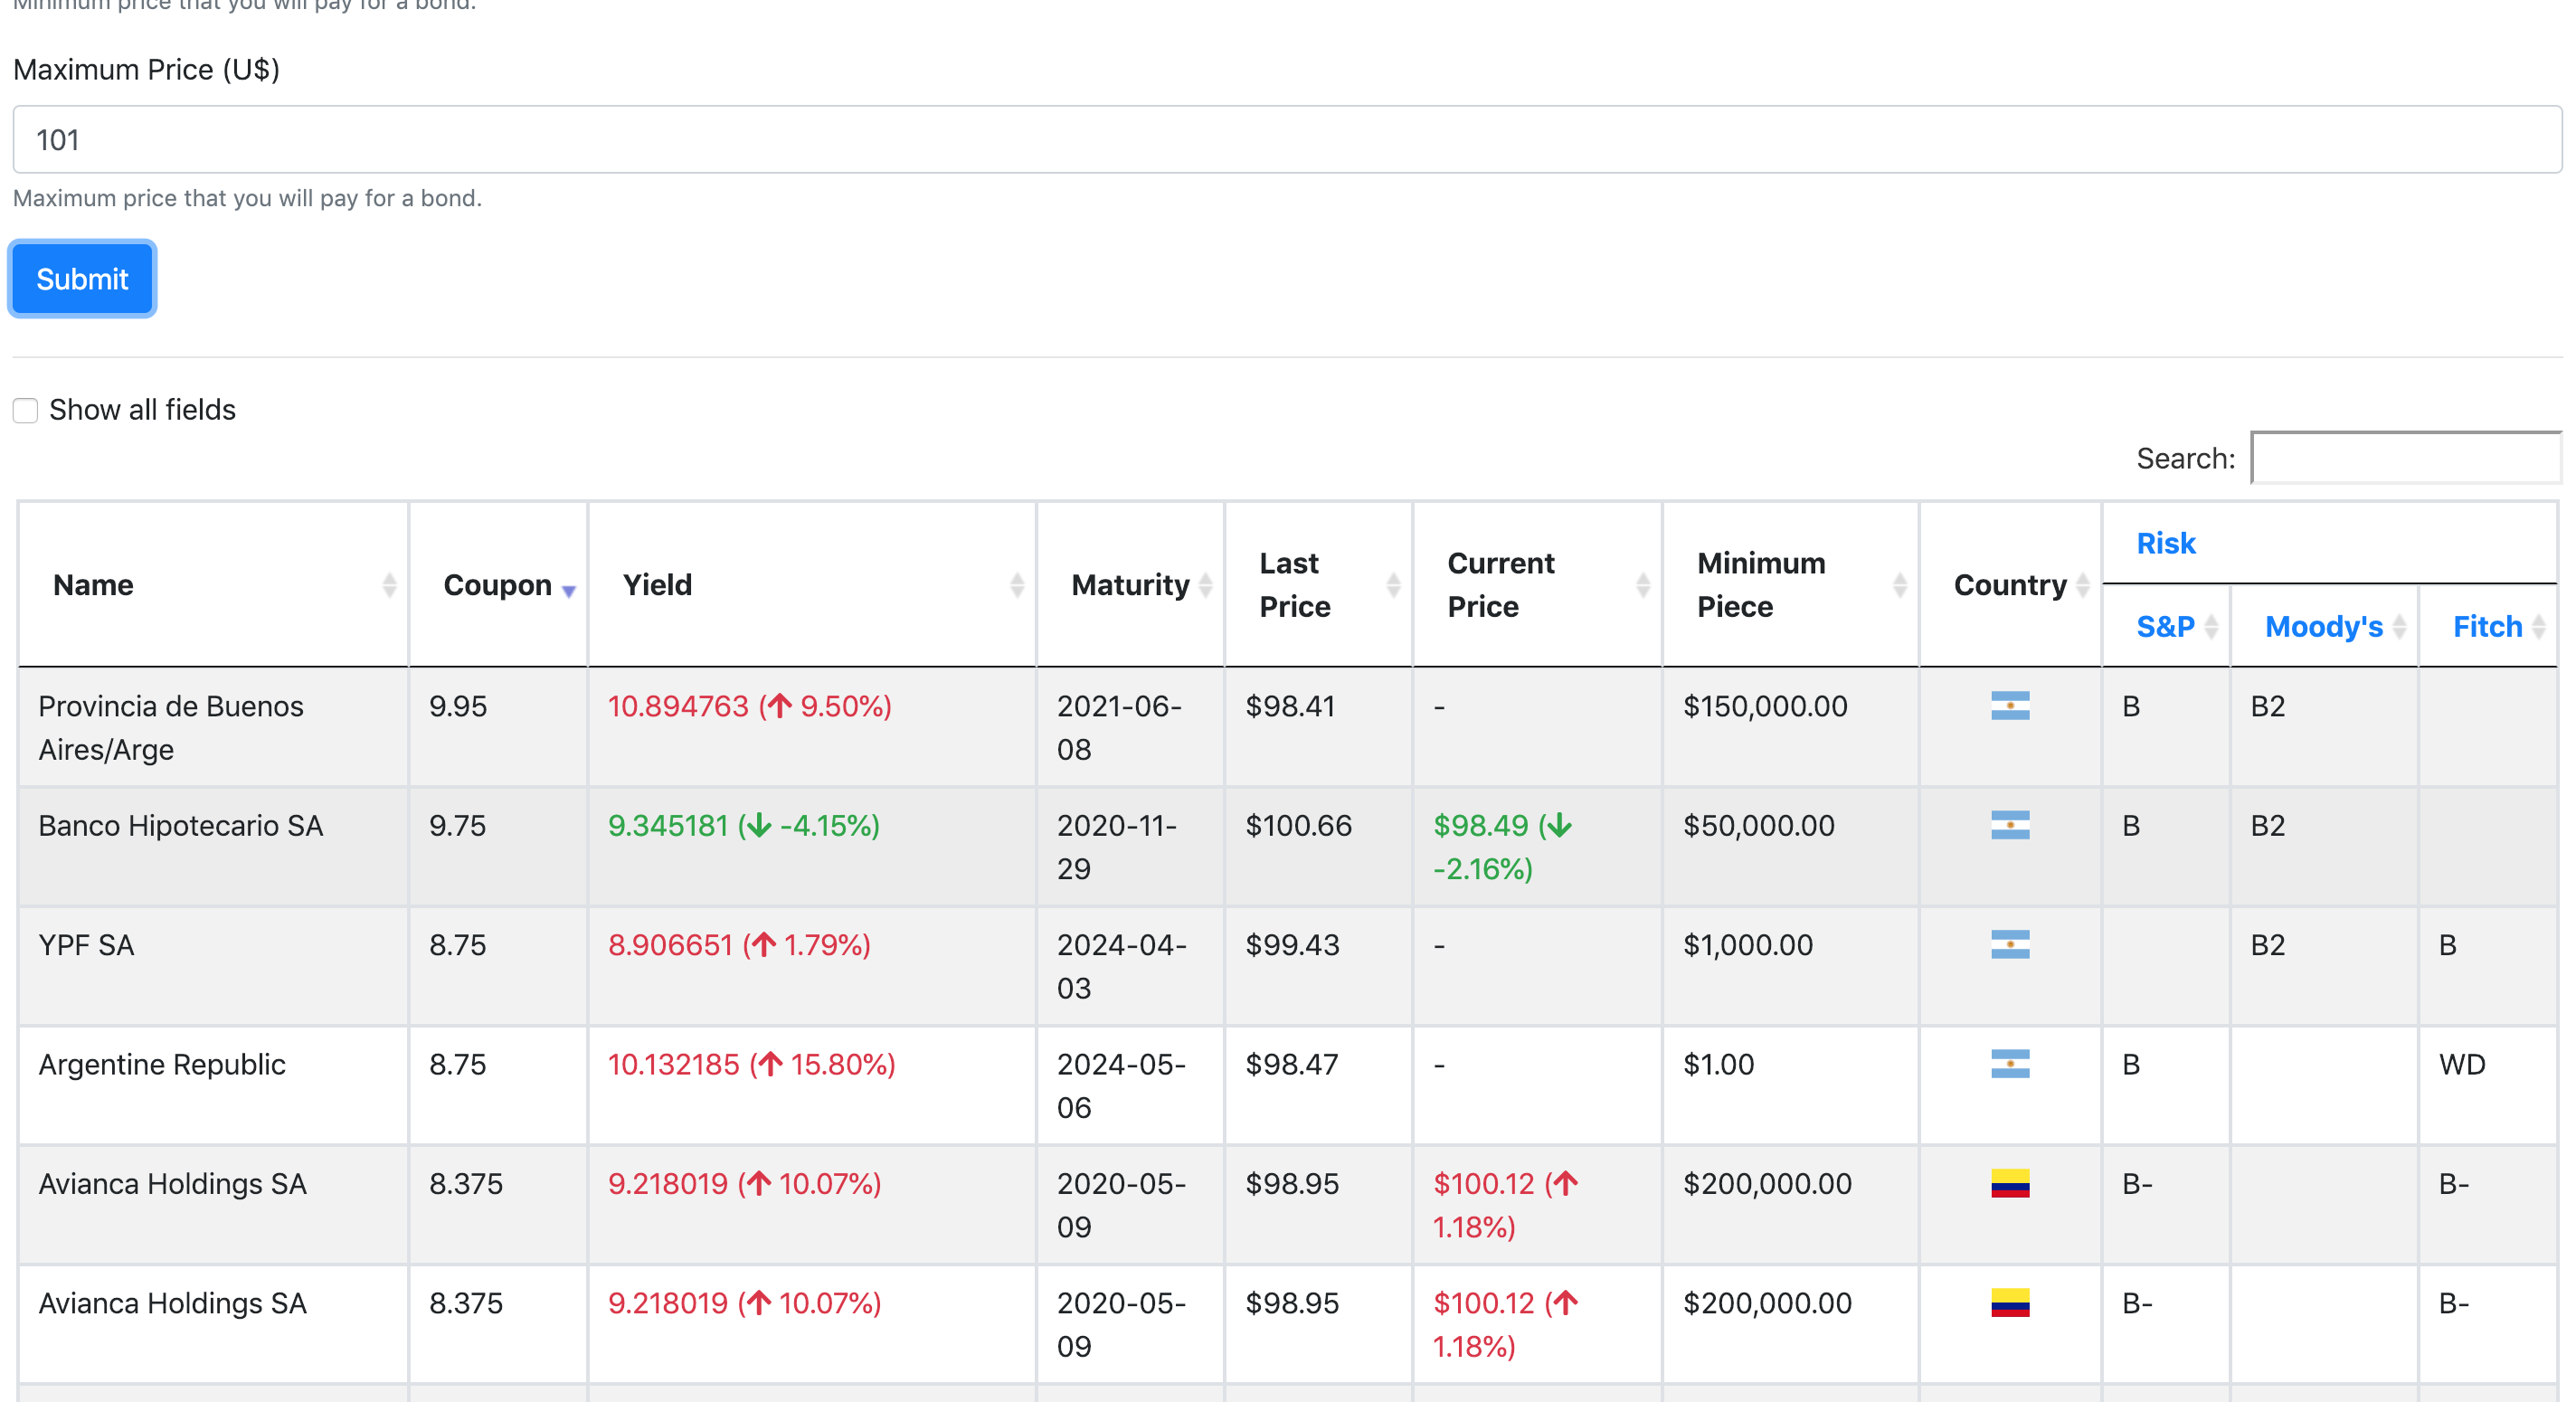 Minimum price that you will pay for a bond.
Maximum Price (U$)
101
Maximum price that you will pay for a bond.
Submit
Show all fields
Search:
Name Coupon Yield Maturity Last Price Current Price Minimum Piece Country Risk
S&P Moody's Fitch
Provincia de Buenos Aires/Arge 9.95 10.894763 (↑ 9.50%) 2021-06-08 $98.41 - $150,000.00 B B2
Banco Hipotecario SA 9.75 9.345181 (↓ -4.15%) 2020-11-29 $100.66 $98.49 (↓ -2.16%) $50,000.00 B B2
YPF SA 8.75 8.906651 (↑ 1.79%) 2024-04-03 $99.43 - $1,000.00 B2 B
Argentine Republic 8.75 10.132185 (↑ 15.80%) 2024-05-06 $98.47 - $1.00 B WD
Avianca Holdings SA 8.375 9.218019 (↑ 10.07%) 2020-05-09 $98.95 $100.12 (↑ 1.18%) $200,000.00 B- B-
Avianca Holdings SA 8.375 9.218019 (↑ 10.07%) 2020-05-09 $98.95 $100.12 (↑ 1.18%) $200,000.00 B- B-